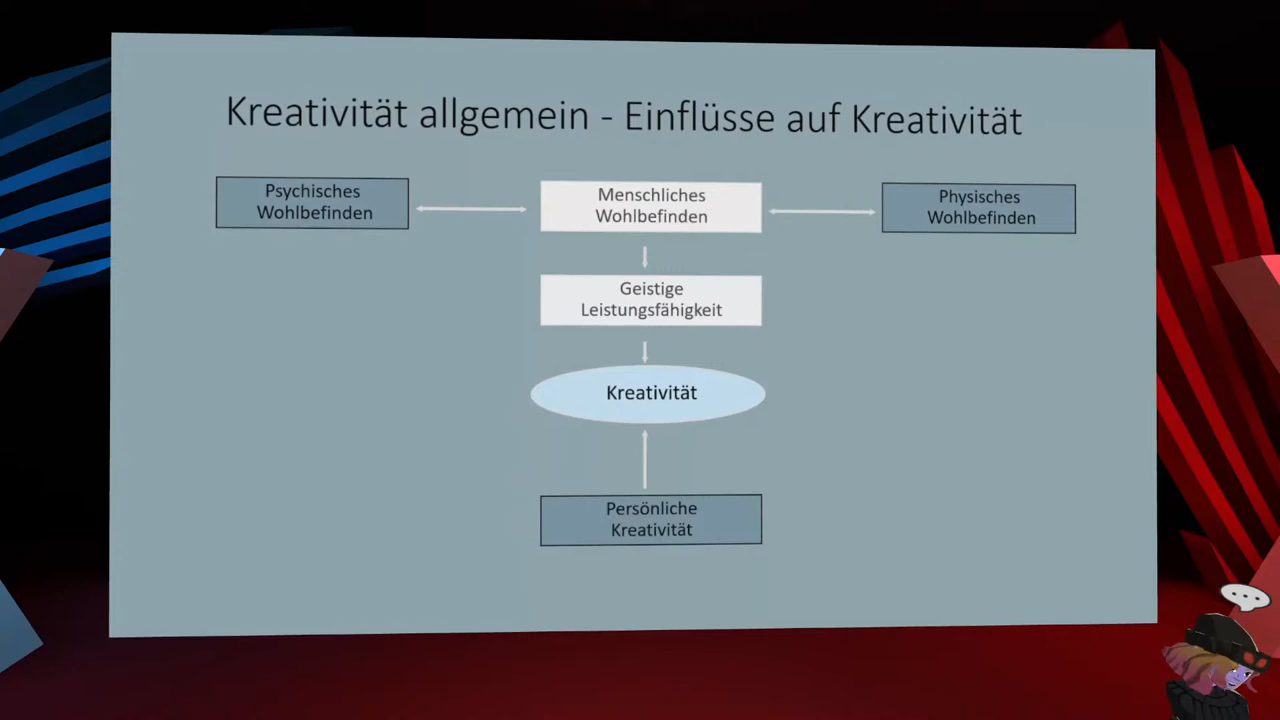 Kreativität allgemein - Einflüsse auf Kreativität
Psychisches
Wohlbefinden
Menschliches
Wohlbefinden
Physisches
Wohlbefinden
Geistige
Leistungsfähigkeit
Kreativität
Persönliche
Kreativität